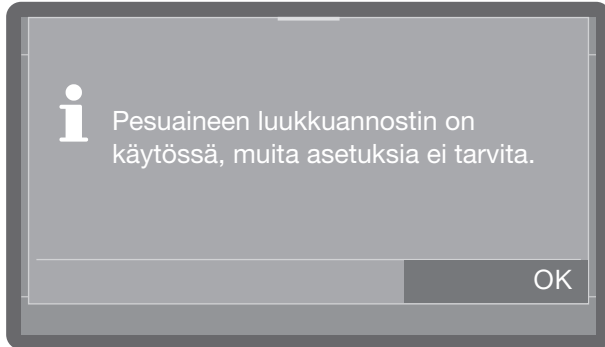 Pesuaineen luukkuannostin on
käytössä, muita asetuksia ei tarvita.
OK